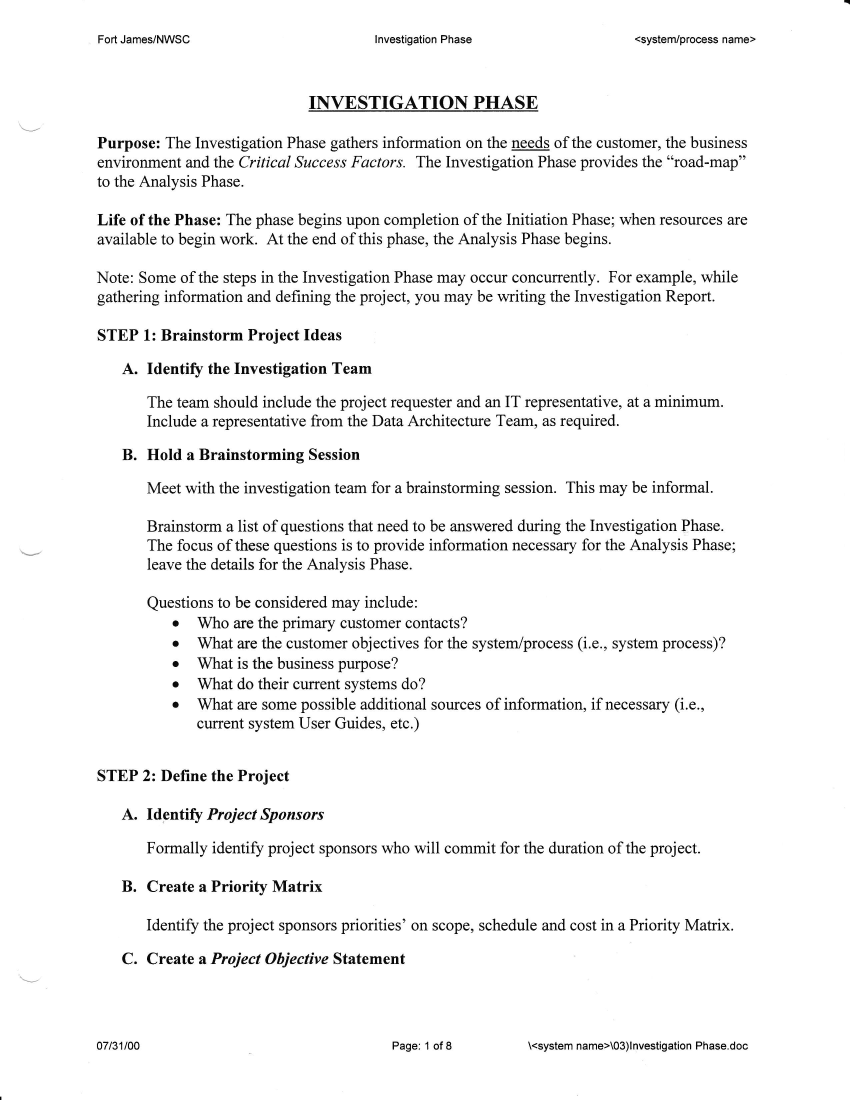 Fort James/NWSC Investigation Phase <system/process name>
INVESTIGATION PHASE
Purpose: The Investigation Phase gathers information on the needs of the customer, the business
environment and the Critical Success Factors. The Investigation Phase provides the “road-map”
to the Analysis Phase.
Life of the Phase: The phase begins upon completion of the Initiation Phase; when resources are
available to begin work. At the end of this phase, the Analysis Phase begins.
Note: Some of the steps in the Investigation Phase may occur concurrently. For example, while
gathering information and defining the project, you may be writing the Investigation Report.
STEP 1: Brainstorm Project Ideas
A. Identify the Investigation Team
The team should include the project requester and an IT representative, at a minimum.
Include a representative from the Data Architecture Team, as required.
B. Hold a Brainstorming Session
Meet with the investigation team for a brainstorming session. This may be informal.
Brainstorm a list of questions that need to be answered during the Investigation Phase.
The focus of these questions is to provide information necessary for the Analysis Phase;
leave the details for the Analysis Phase.
Questions to be considered may include:
• Who are the primary customer contacts?
• What are the customer objectives for the system/process (i.e., system process)?
• What is the business purpose?
• What do their current systems do?
• What are some possible additional sources of information, if necessary (i.e.,
current system User Guides, etc.)
STEP 2: Define the Project
A. Identify Project Sponsors
Formally identify project sponsors who will commit for the duration of the project.
B. Create a Priority Matrix
Identify the project sponsors priorities’ on scope, schedule and cost in a Priority Matrix.
C. Create a Project Objective Statement
07/31/00 Page: 1 of 8 \<system name>\03)Investigation Phase.doc